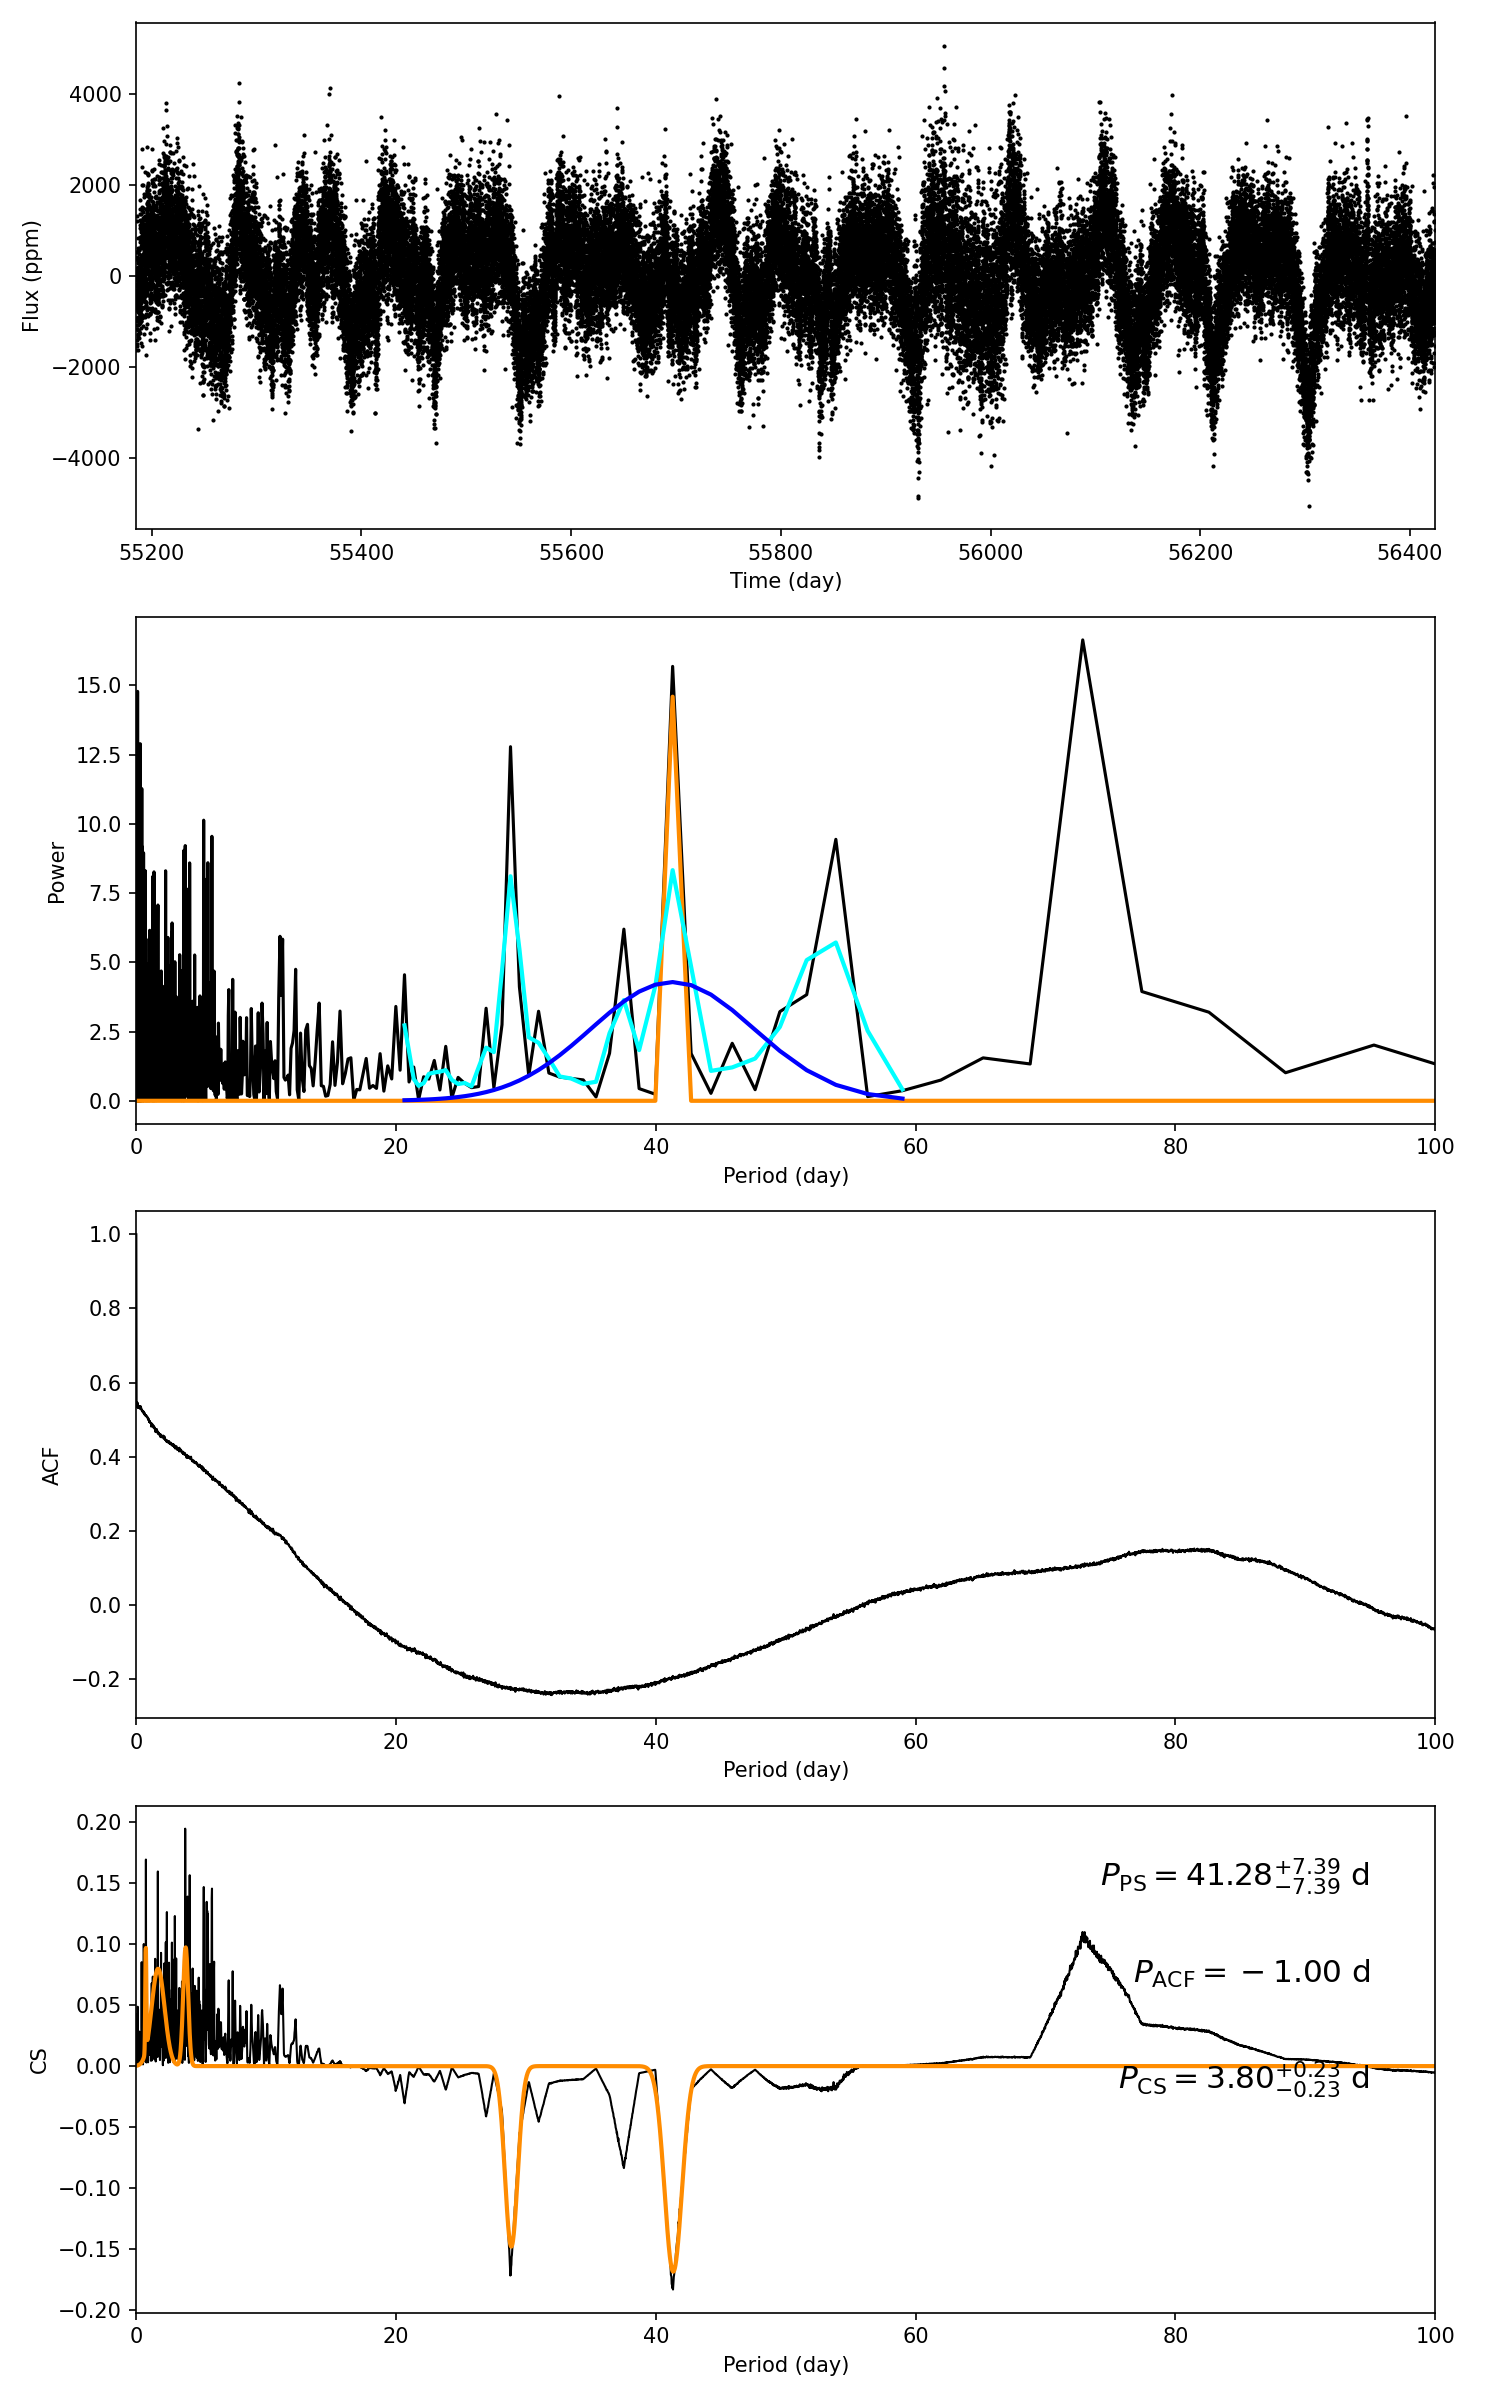 4000
2000
0
−2000
−4000
Flux (ppm)
55200 55400 55600 55800 56000 56200 56400
Time (day)
15.0
12.5
10.0
7.5
5.0
2.5
0.0
Power
0 20 40 60 80 100
Period (day)
1.0
0.8
0.6
0.4
0.2
0.0
−0.2
ACF
0 20 40 60 80 100
Period (day)
0.20
0.15
0.10
0.05
0.00
−0.05
−0.10
−0.15
−0.20
CS
P_PS = 41.28^{+7.39}_{−7.39} d
P_ACF = −1.00 d
P_CS = 3.80^{+0.23}_{−0.23} d
0 20 40 60 80 100
Period (day)